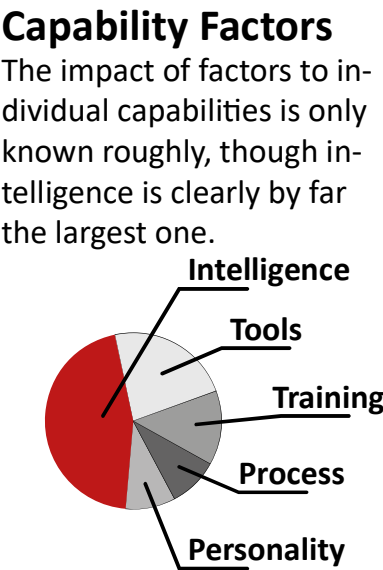 Capability Factors
The impact of factors to in-
dividual capabilities is only
known roughly, though in-
telligence is clearly by far
the largest one.
Intelligence
Tools
Training
Process
Personality